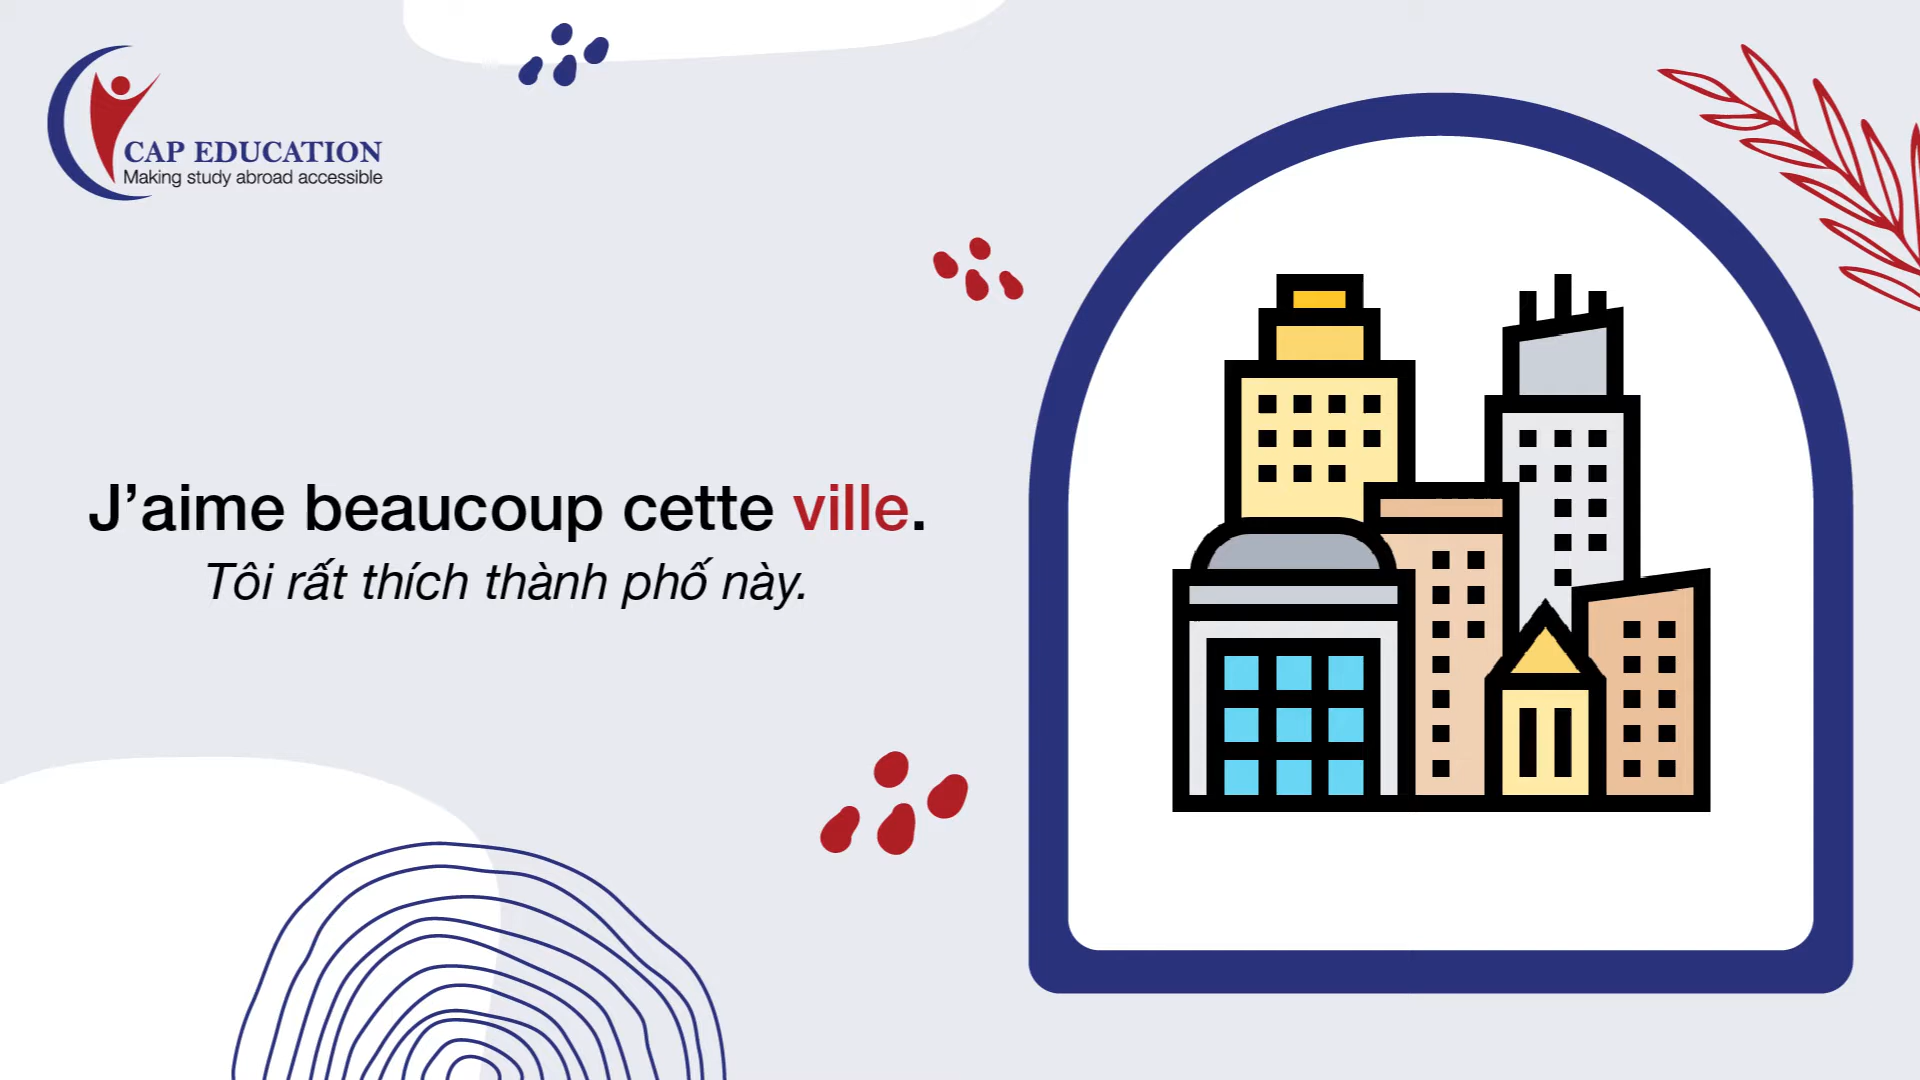 CAP EDUCATION
Making study abroad accessible
J’aime beaucoup cette ville.
Tôi rất thích thành phố này.